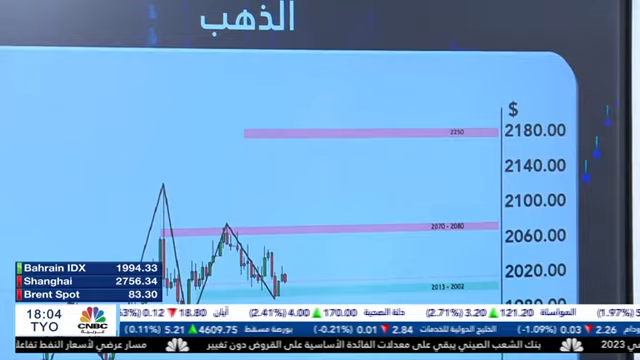 الذهب
$
2250
2180.00
2140.00
2100.00
2070 - 2080
2060.00
2020.00
2013 - 2002
Bahrain IDX 1994.33
Shanghai 2756.34
Brent Spot 83.30
18:04
TYO
CNBC
عربية
المواساة 121.20 3.20 (2.71%) حلة الصحية 170.00 4.00 (2.41%) أيان 18.80 0.12
(-1.09%) 0.03 2.26 الخليج الدولية للخدمات 2.84 0.01 (-0.21%) بورصة مسقط 4609.75 5.21 (0.11%)
2023 بنك الشعب الصيني يبقي على معدلات الفائدة الأساسية على القروض دون تغيير مسار عرضي لأسعار النفط